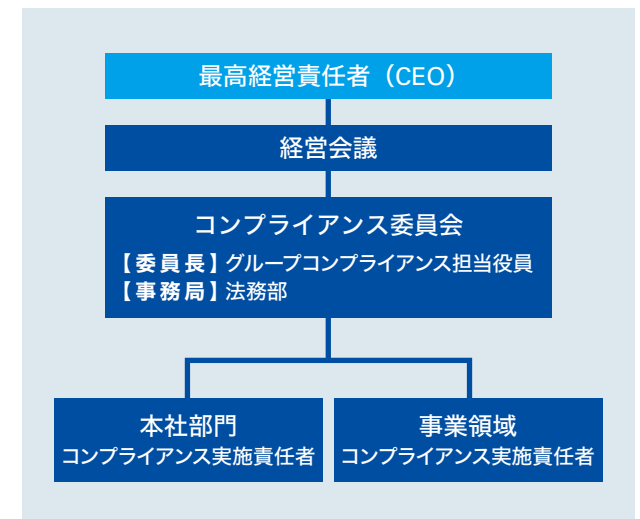 最高経営責任者（CEO）
経営会議
コンプライアンス委員会
【委員長】グループコンプライアンス担当役員
【事務局】法務部
本社部門
コンプライアンス実施責任者
事業領域
コンプライアンス実施責任者